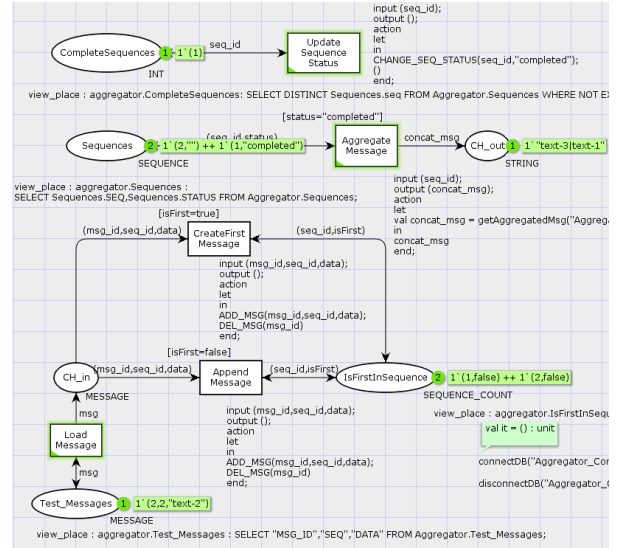 input (seq_id);
output ();
action
let
in
CHANGE_SEQ_STATUS(seq_id,"completed");
()
end;
CompleteSequences
1 1`(1)
seq_id
Update
Sequence
Status
INT
view_place : aggregator.CompleteSequences: SELECT DISTINCT Sequences.seq FROM Aggregator.Sequences WHERE NOT
[status="completed"]
Sequences
2 1`(2,"") ++ 1`(1,"completed")
(seq_id,status)
Aggregate
Message
concat_msg
CH_out
1 1`"text-3|text-1"
SEQUENCE
STRING
view_place : aggregator.Sequences :
SELECT Sequences.SEQ,Sequences.STATUS FROM Aggregator.Sequences;
input (seq_id);
output (concat_msg);
action
let
val concat_msg = getAggregatedMsg("Aggrega
in
concat_msg
end;
[isFirst=true]
(msg_id,seq_id,data)
CreateFirst
Message
(seq_id,isFirst)
input (msg_id,seq_id,data);
output ();
action
let
in
ADD_MSG(msg_id,seq_id,data);
DEL_MSG(msg_id)
end;
[isFirst=false]
CH_in
(msg_id,seq_id,data)
Append
Message
(seq_id,isFirst)
IsFirstInSequence
2 1`(1,false) ++ 1`(2,false)
MESSAGE
SEQUENCE_COUNT
msg
input (msg_id,seq_id,data);
output ();
action
let
in
ADD_MSG(msg_id,seq_id,data);
DEL_MSG(msg_id)
end;
view_place : aggregator.IsFirstInSequ
val it = () : unit
Load
Message
connectDB("Aggregator_Con
msg
disconnectDB("Aggregator_
Test_Messages
1 1`(2,2,"text-2")
MESSAGE
view_place : aggregator.Test_Messages : SELECT "MSG_ID","SEQ","DATA" FROM Aggregator.Test_Messages;